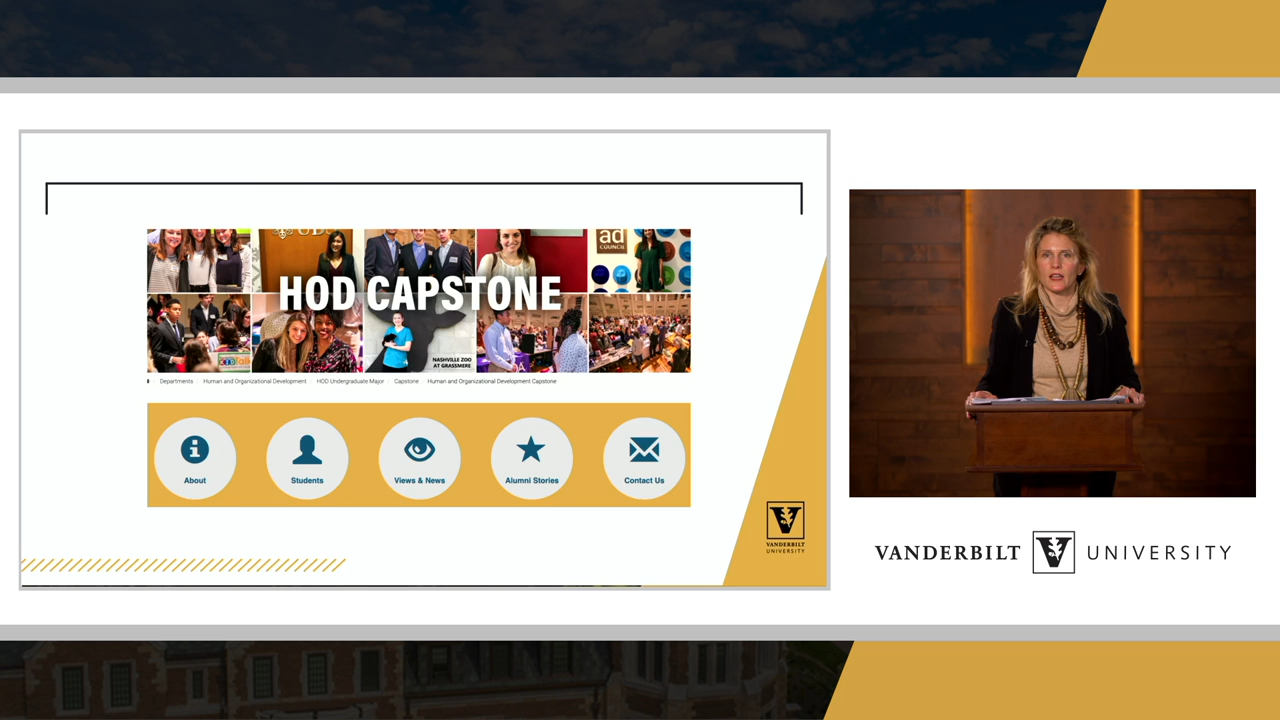 ad
COUNCIL
HOD CAPSTONE
NASHVILLE ZOO
AT GRASSMERE
Departments Human and Organizational Development HOD Undergraduate Major Capstone Human and Organizational Development Capstone
About Students Views & News Alumni Stories Contact Us
V
VANDERBILT
UNIVERSITY
VANDERBILT V UNIVERSITY